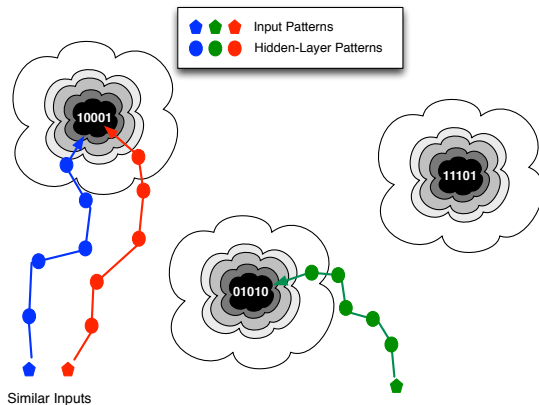 Input Patterns
Hidden-Layer Patterns
10001
11101
01010
Similar Inputs